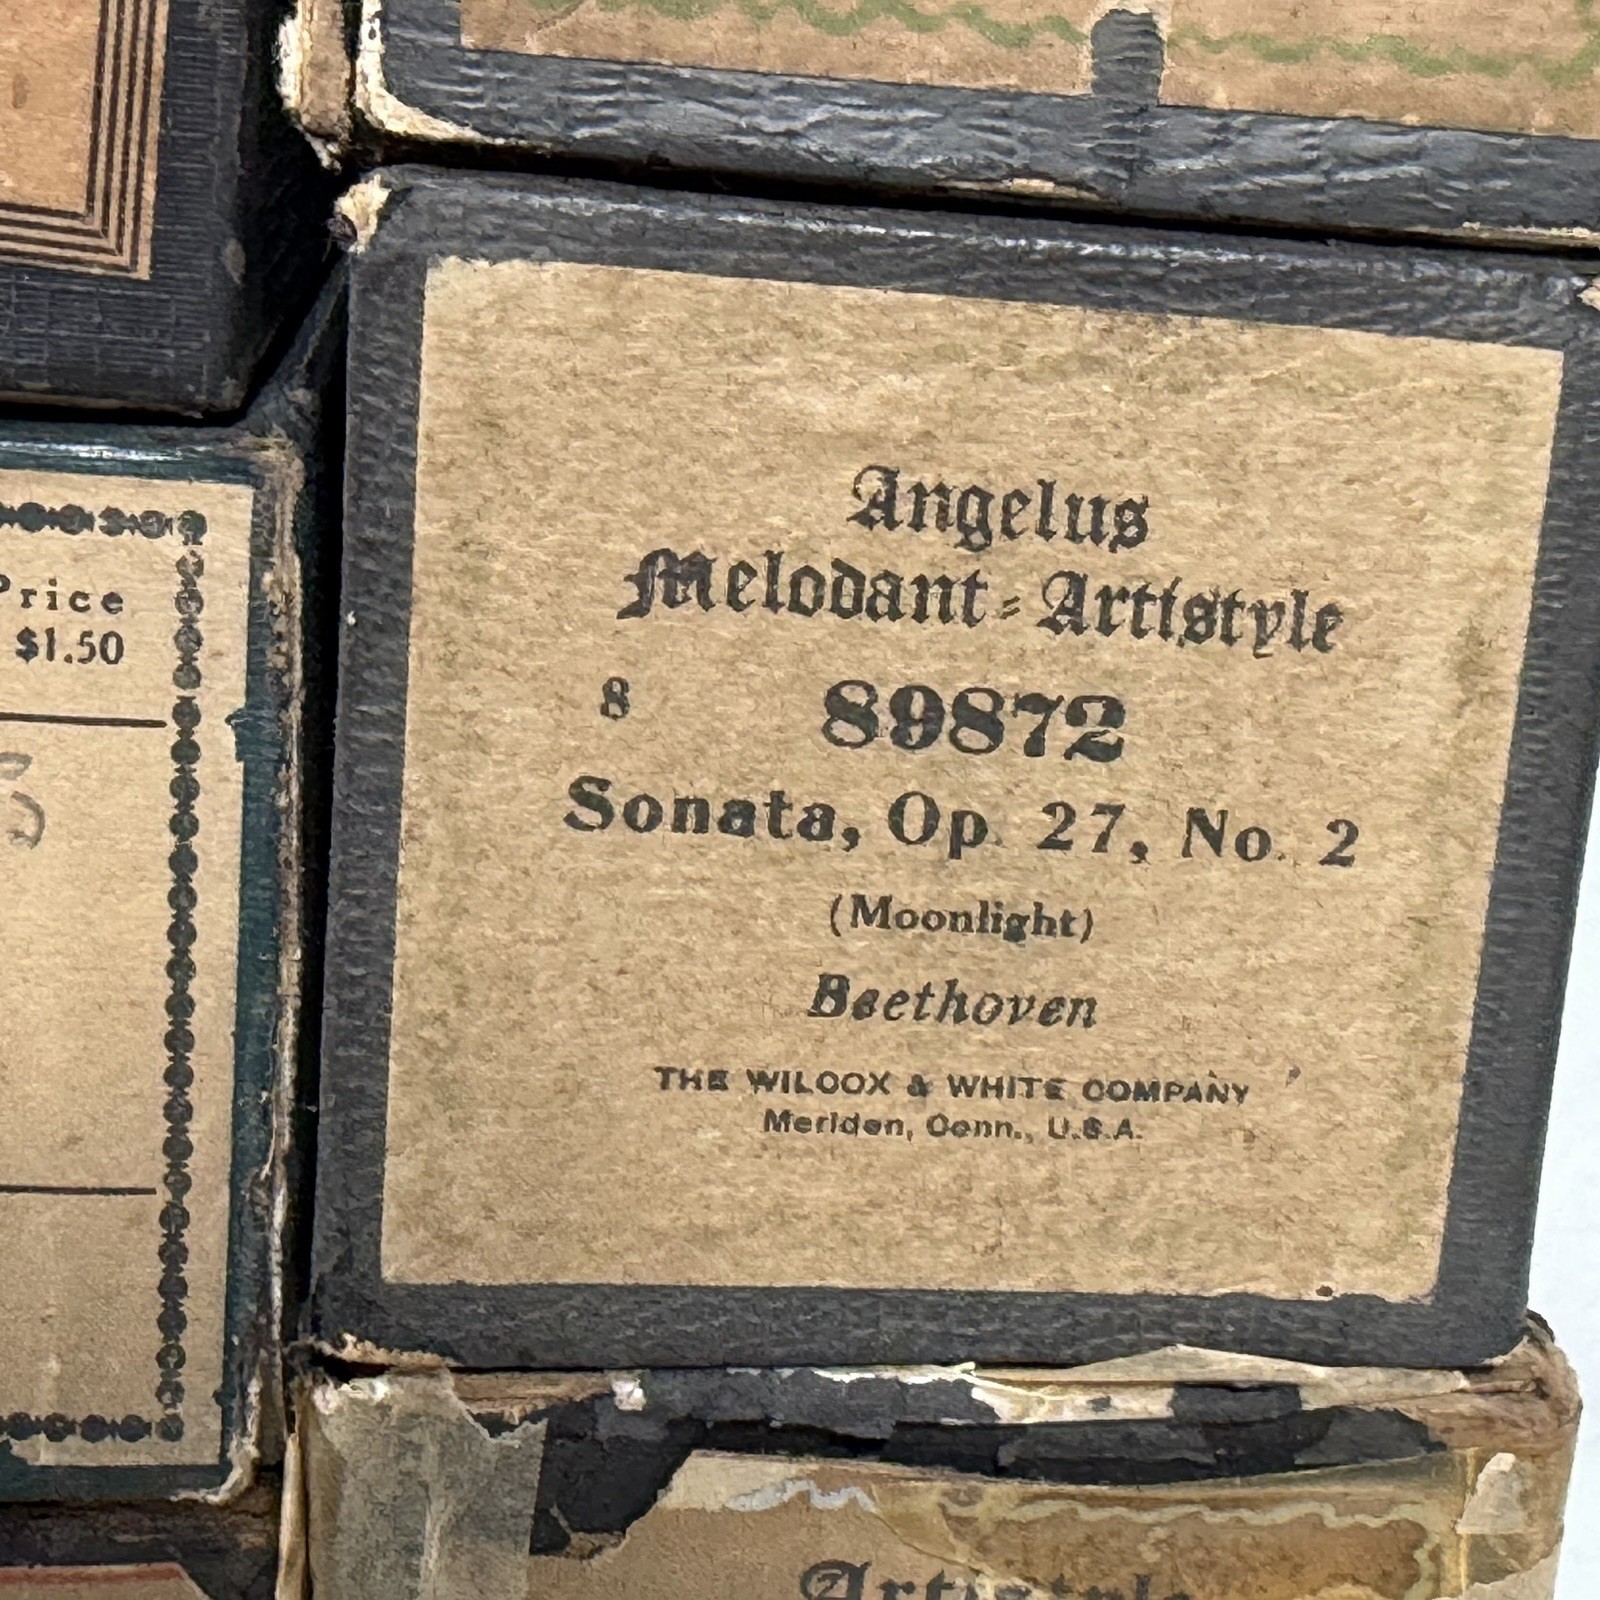 Price
$1.50
Angelus
Melodant-Artistyle
8 89872
Sonata, Op. 27, No. 2
(Moonlight)
Beethoven
THE WILCOX & WHITE COMPANY
Meriden, Conn., U.S.A.
Artistyle